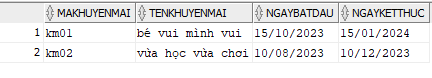 MAKHUYENMAI TENKHUYENMAI NGAYBATDAU NGAYKETTHUC
1 km01 bé vui mình vui 15/10/2023 15/01/2024
2 km02 vừa học vừa chơi 10/08/2023 10/12/2023